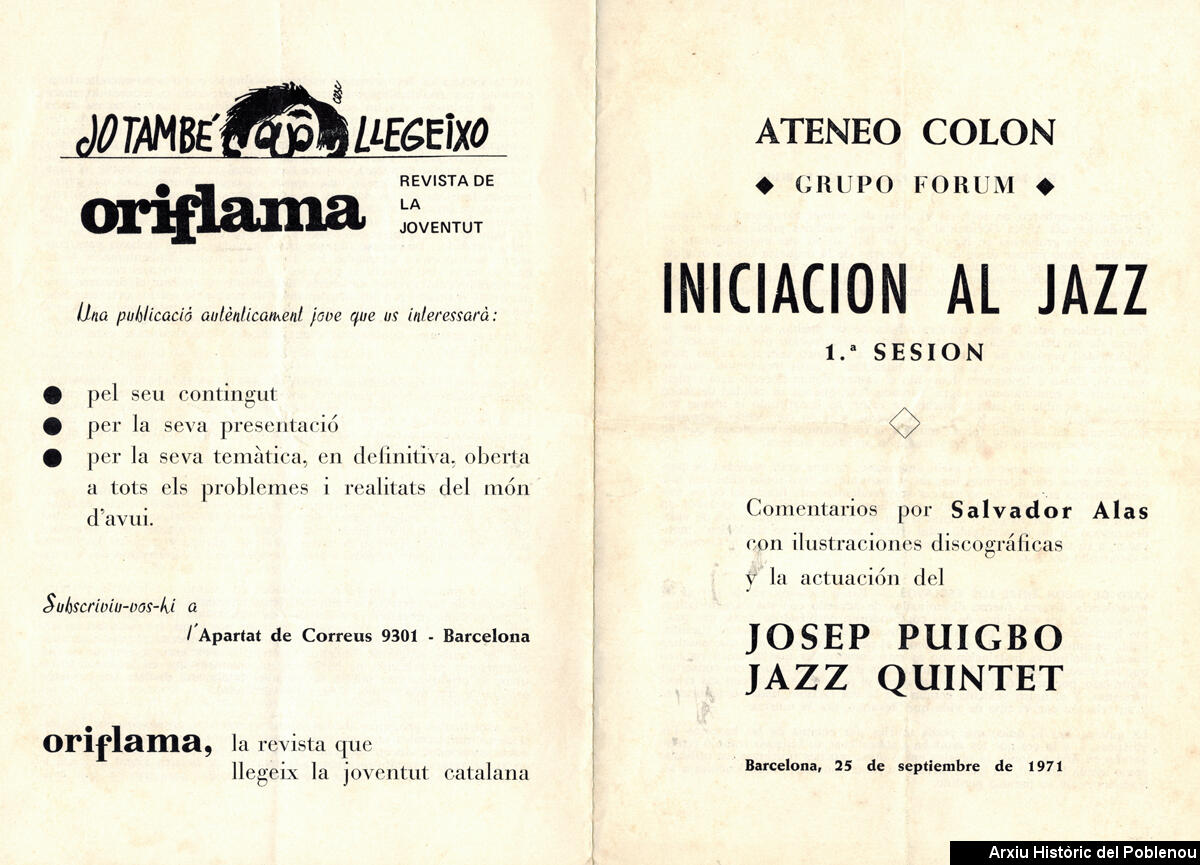 JO TAMBÉ LLEGEIXO
cesc
oriflama
REVISTA DE
LA
JOVENTUT
Una publicació autènticament jove que us interessarà:
● pel seu contingut
● per la seva presentació
● per la seva temàtica, en definitiva, oberta
a tots els problemes i realitats del món
d'avui.
Subscriviu-vos-hi a
l'Apartat de Correus 9301 - Barcelona
oriflama, la revista que
llegeix la joventut catalana
ATENEO COLON
◆ GRUPO FORUM ◆
INICIACION AL JAZZ
1.ª SESION
Comentarios por Salvador Alas
con ilustraciones discográficas
y la actuación del
JOSEP PUIGBO
JAZZ QUINTET
Barcelona, 25 de septiembre de 1971
Arxiu Històric del Poblenou